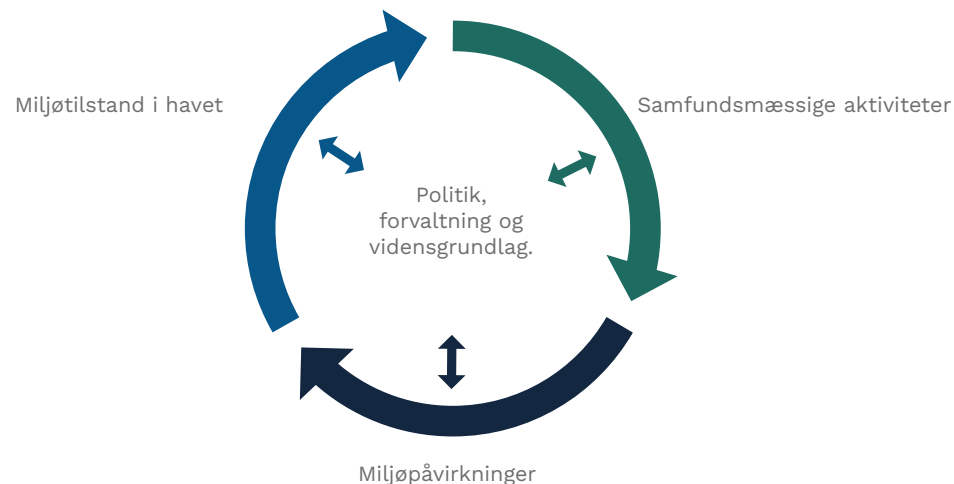 Miljøtilstand i havet
Samfundsmæssige aktiviteter
Politik,
forvaltning og
vidensgrundlag.
Miljøpåvirkninger